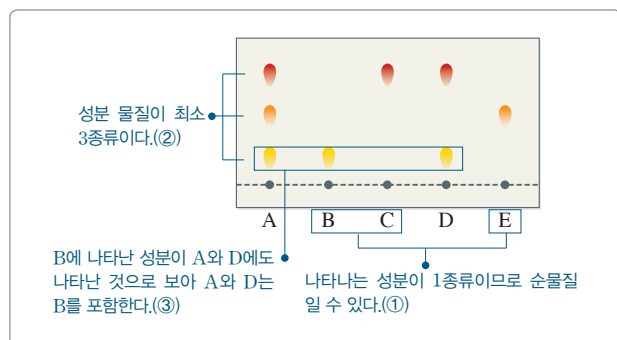 성분 물질이 최소
3종류이다.(②)
A B C D E
B에 나타난 성분이 A와 D에도
나타난 것으로 보아 A와 D는
B를 포함한다.(③)
나타나는 성분이 1종류이므로 순물질
일 수 있다.(①)